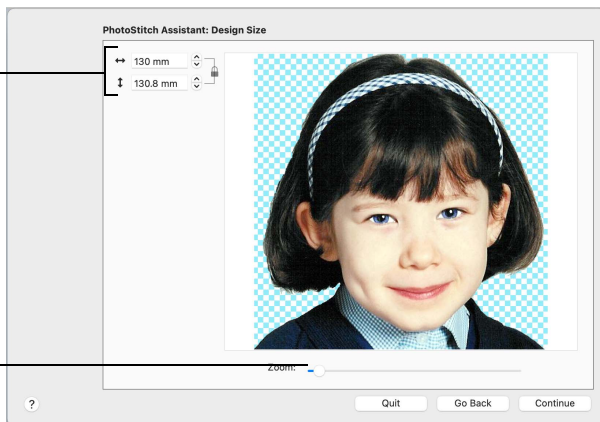 PhotoStitch Assistant: Design Size
↔ 130 mm
↕ 130.8 mm
Zoom:
? Quit Go Back Continue